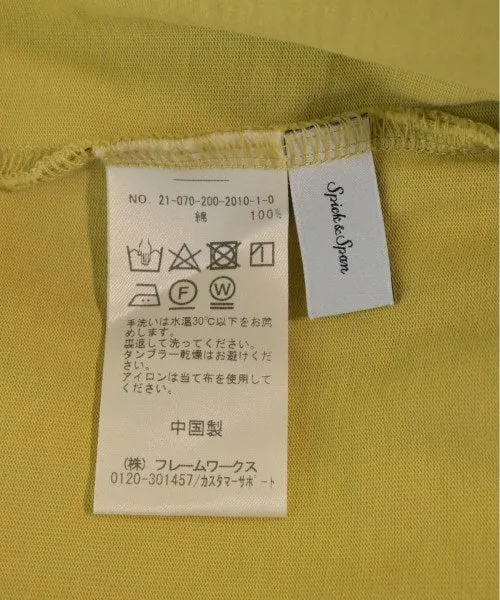 NO. 21-070-200-2010-1-0
綿 100%
F W
手洗いは水温30℃以下をお奨
めします。
裏返して洗ってください。
タンブラー乾燥はお避けくださ
い。
アイロンは当て布を使用して
ください。
中国製
(株) フレームワークス
0120-301457/カスタマーサポート
Spick&Span